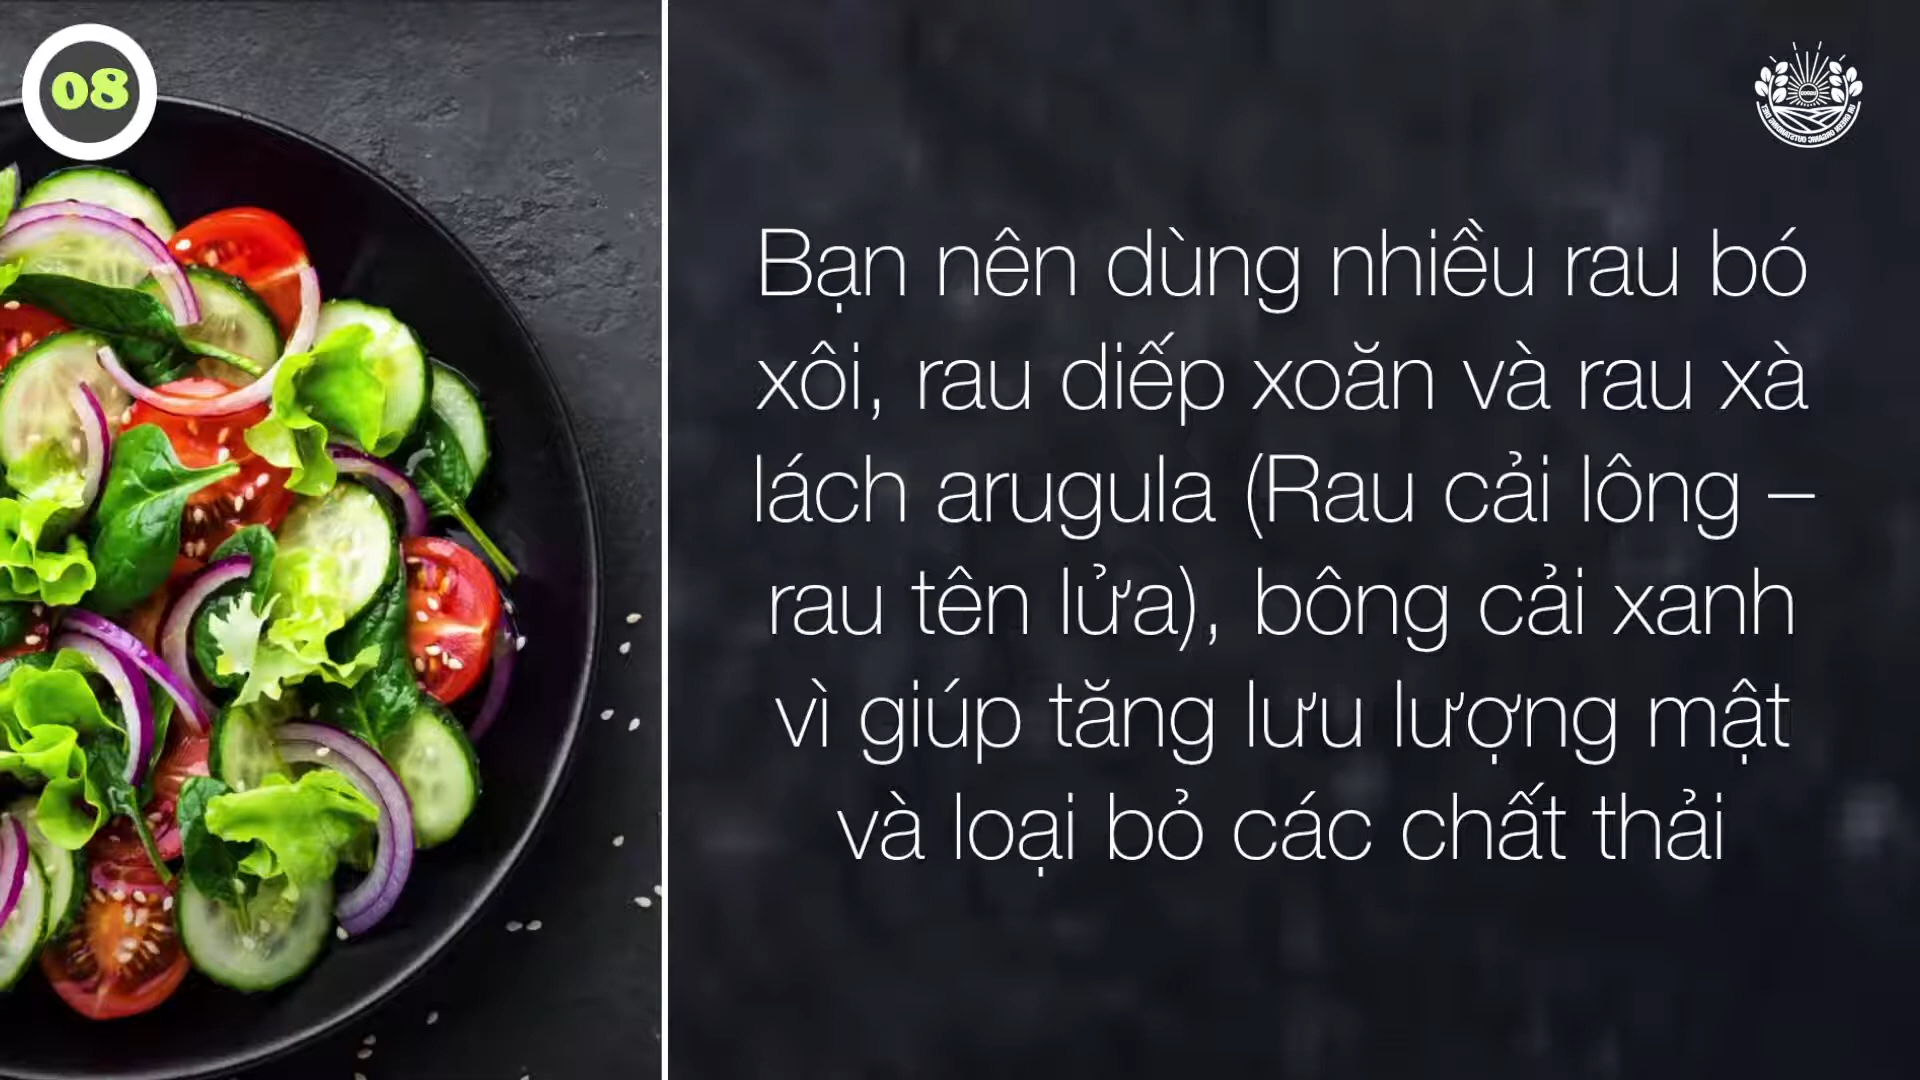 08
Bạn nên dùng nhiều rau bó
xôi, rau diếp xoăn và rau xà
lách arugula (Rau cải lông –
rau tên lửa), bông cải xanh
vì giúp tăng lưu lượng mật
và loại bỏ các chất thải